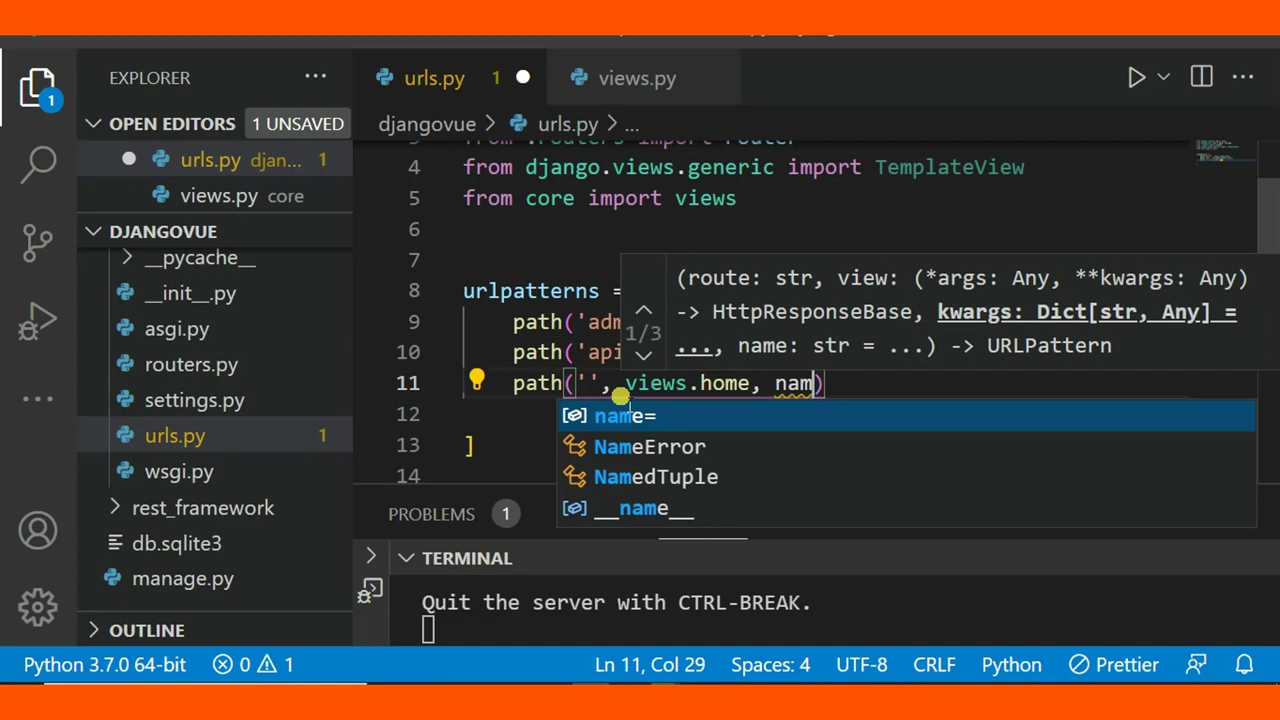 EXPLORER
OPEN EDITORS 1 UNSAVED
urls.py djan... 1
views.py core
DJANGOVUE
__pycache__
__init__.py
asgi.py
routers.py
settings.py
urls.py 1
wsgi.py
rest_framework
db.sqlite3
manage.py
OUTLINE
1
urls.py 1
views.py
djangovue > urls.py > ...
from .routers import router
4 from django.views.generic import TemplateView
5 from core import views
6
7
8 urlpatterns =
9 path('adm
10 path('api
11 path('', views.home, nam)
12
13 ]
14
(route: str, view: (*args: Any, **kwargs: Any)
1/3 -> HttpResponseBase, kwargs: Dict[str, Any] =
..., name: str = ...) -> URLPattern
name=
NameError
NamedTuple
__name__
PROBLEMS 1
TERMINAL
Quit the server with CTRL-BREAK.
Python 3.7.0 64-bit 0 1 Ln 11, Col 29 Spaces: 4 UTF-8 CRLF Python Prettier